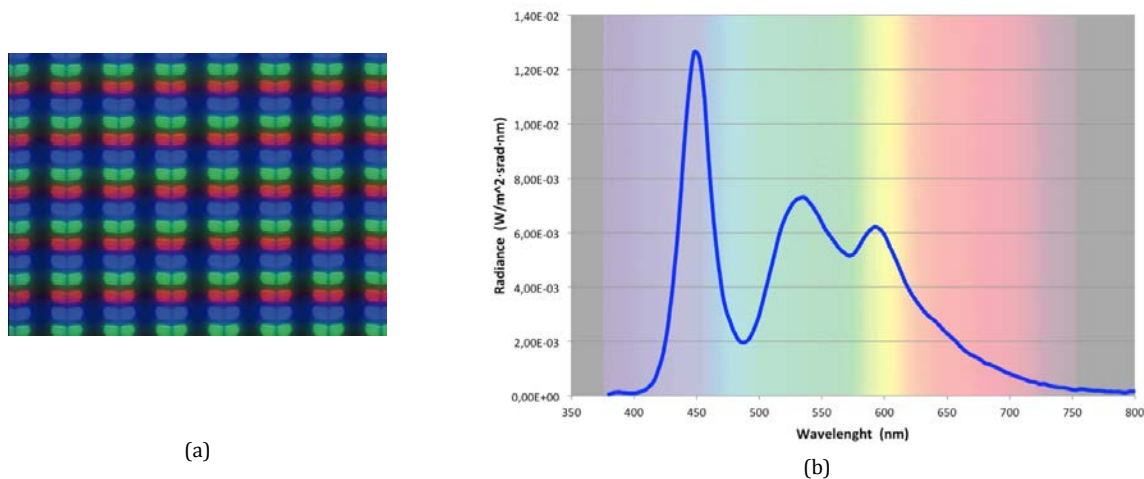 1,40E-02
1,20E-02
1,00E-02
8,00E-03
6,00E-03
4,00E-03
2,00E-03
0,00E+00
Radiance (W/m^2·srad·nm)
350 400 450 500 550 600 650 700 750 800
Wavelenght (nm)
(a)
(b)